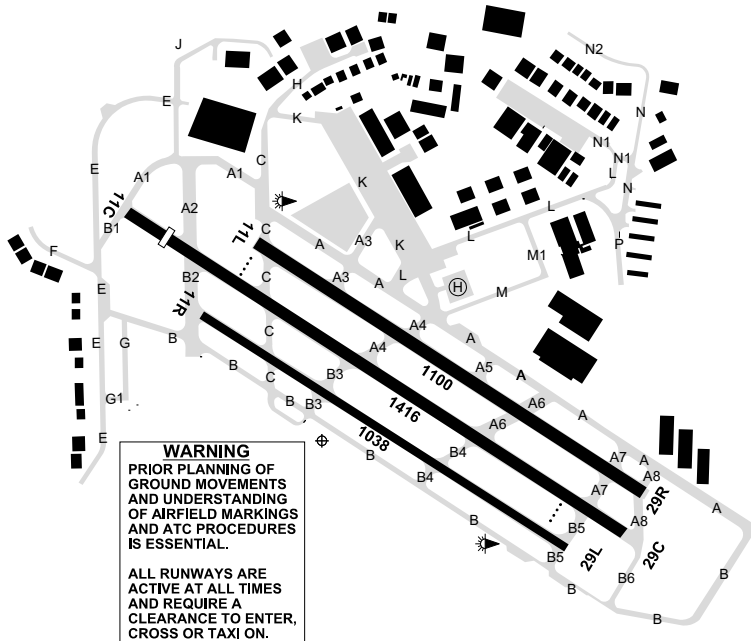 N2
J
H
E
N
K
N1
C
N1
E
A1
A1
L
K
N
11C
A2
L
B1
C
11L
A3
L
P
A
K
F
M1
B2
C
A3
L
A
H
E
11R
M
C
A4
B
A
E
G
A4
1100
A5
A
B
B3
C
A6
G1
B
B3
1416
A
A6
1038
E
B
B4
A7
A
B4
A8
A7
29R
A
B
A8
B5
29L
29C
B5
B6
B
B
B
WARNING
PRIOR PLANNING OF
GROUND MOVEMENTS
AND UNDERSTANDING
OF AIRFIELD MARKINGS
AND ATC PROCEDURES
IS ESSENTIAL.
ALL RUNWAYS ARE
ACTIVE AT ALL TIMES
AND REQUIRE A
CLEARANCE TO ENTER,
CROSS OR TAXI ON.